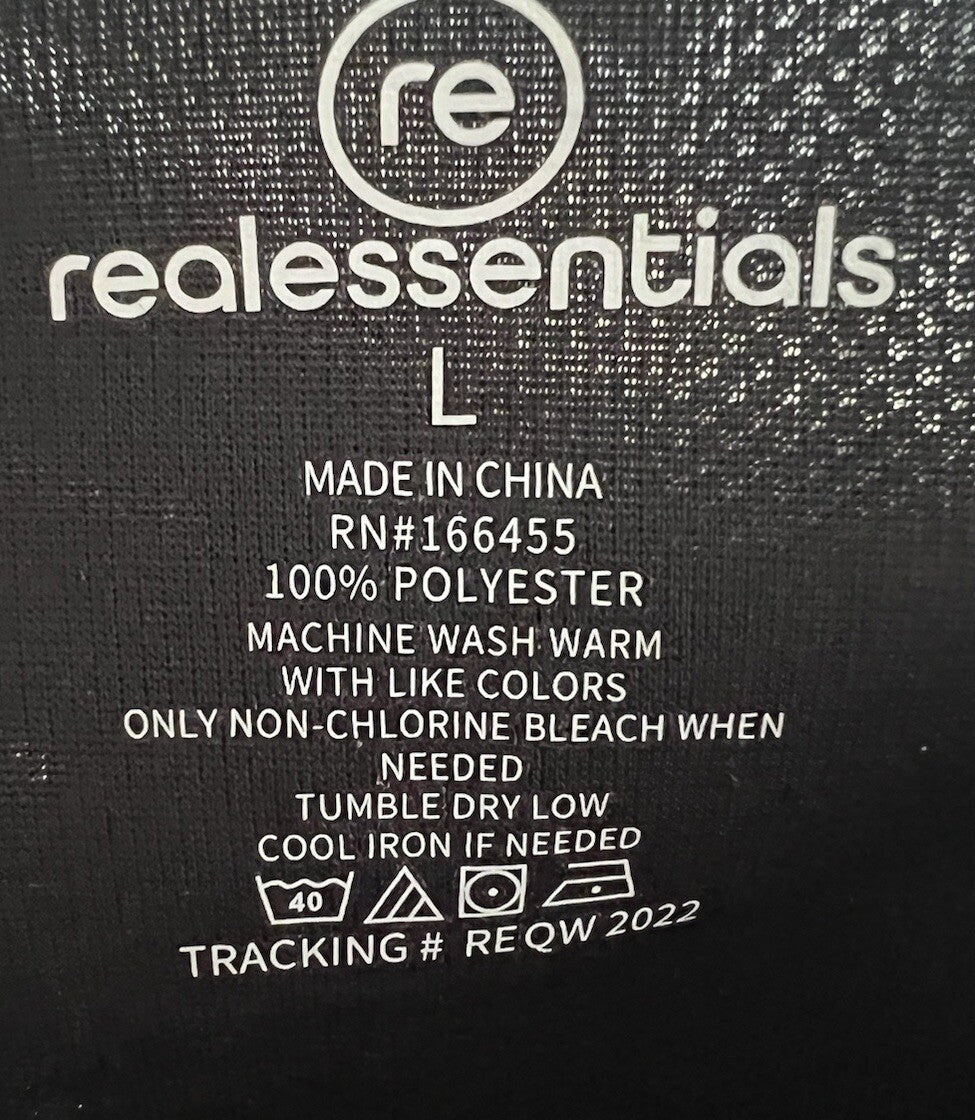 re
realessentials
L
MADE IN CHINA
RN#166455
100% POLYESTER
MACHINE WASH WARM
WITH LIKE COLORS
ONLY NON-CHLORINE BLEACH WHEN
NEEDED
TUMBLE DRY LOW
COOL IRON IF NEEDED
40
TRACKING # REQW 2022